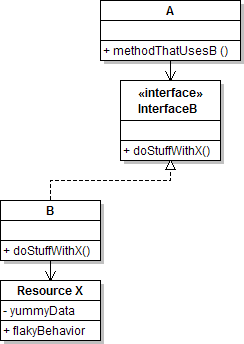 A
+ methodThatUsesB ()
«interface»
InterfaceB
+ doStuffWithX()
B
+ doStuffWithX()
Resource X
- yummyData
+ flakyBehavior